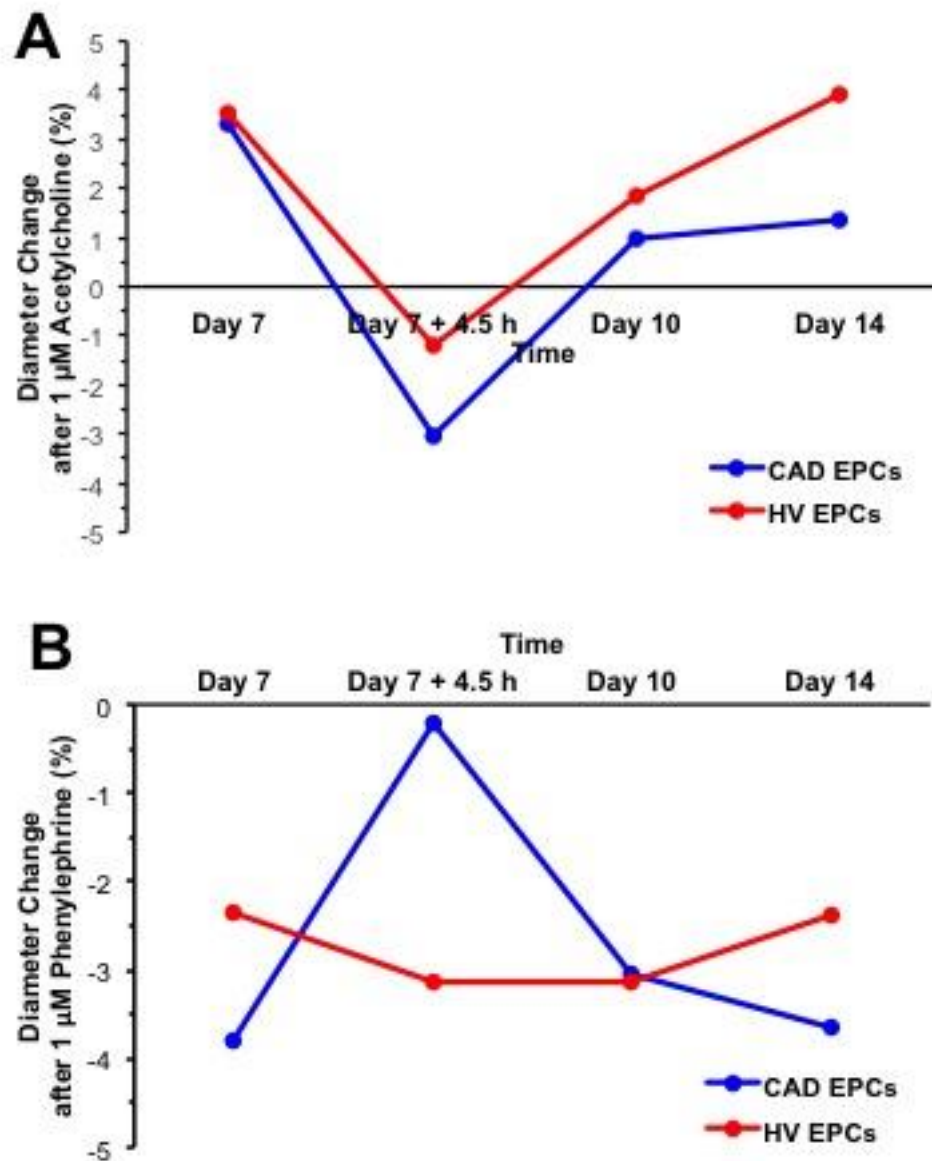 A
5
4
3
2
1
0
-1
-2
-3
-4
-5
Diameter Change
after 1 µM Acetylcholine (%)
Day 7
Day 7 + 4.5 h
Day 10
Day 14
Time
CAD EPCs
HV EPCs
B
Time
Day 7
Day 7 + 4.5 h
Day 10
Day 14
0
-1
-2
-3
-4
-5
Diameter Change
after 1 µM Phenylephrine (%)
CAD EPCs
HV EPCs